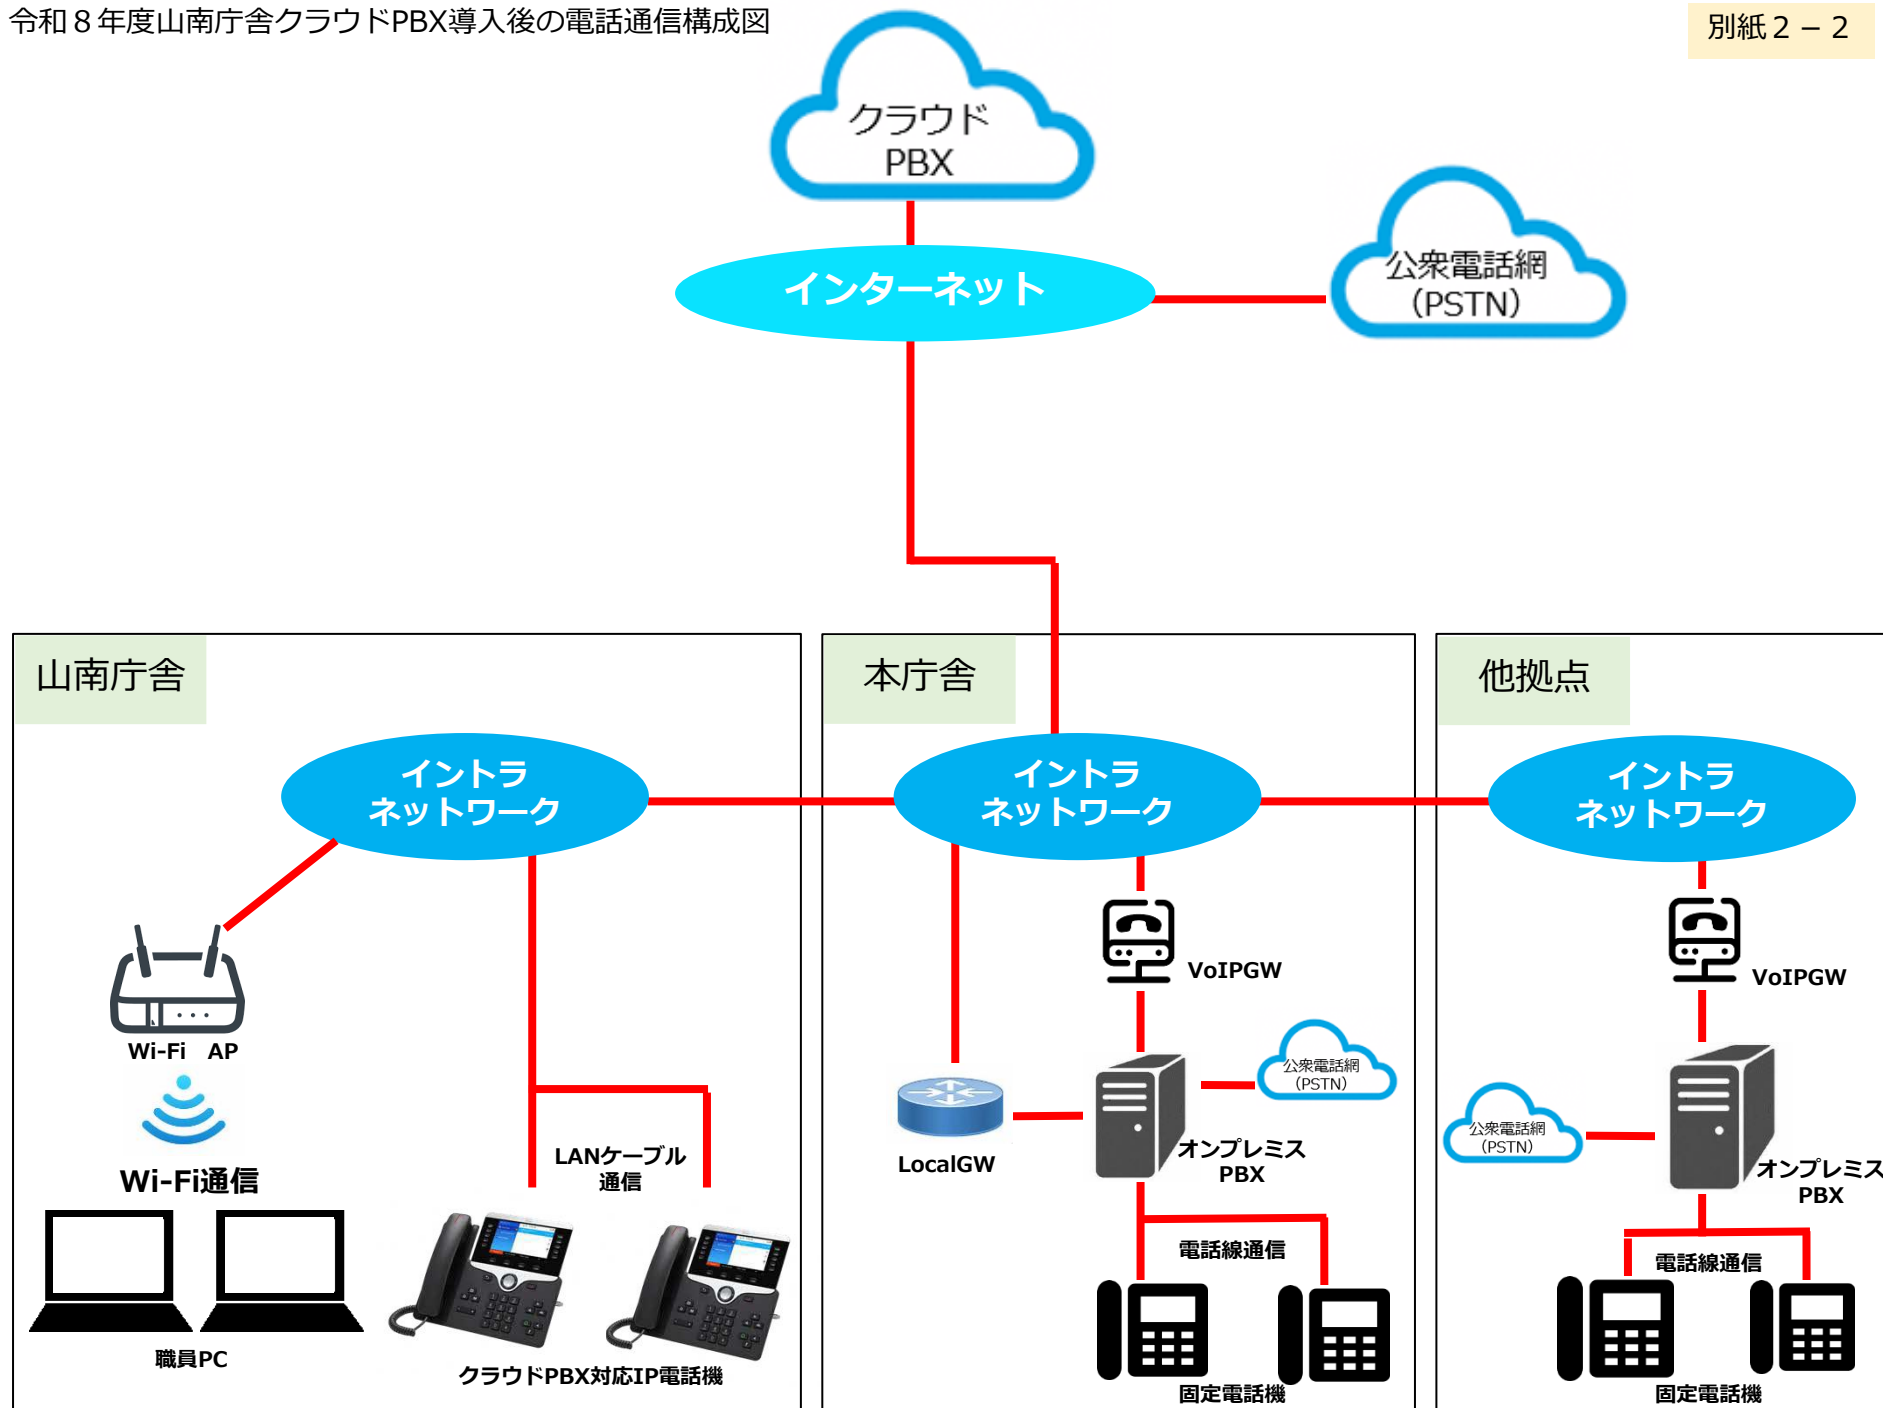 令和８年度山南庁舎クラウドPBX導入後の電話通信構成図
別紙２－２
クラウド
PBX
インターネット
公衆電話網
（PSTN）
山南庁舎
イントラ
ネットワーク
Wi-Fi　AP
Wi-Fi通信
LANケーブル
通信
職員PC
クラウドPBX対応IP電話機
本庁舎
イントラ
ネットワーク
VoIPGW
公衆電話網
（PSTN）
LocalGW
オンプレミス
PBX
電話線通信
固定電話機
他拠点
イントラ
ネットワーク
VoIPGW
公衆電話網
（PSTN）
オンプレミス
PBX
電話線通信
固定電話機